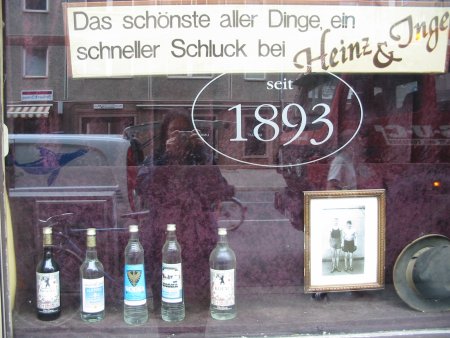 Das schönste aller Dinge, ein
schneller Schluck bei Heinz & Inge
seit
1893